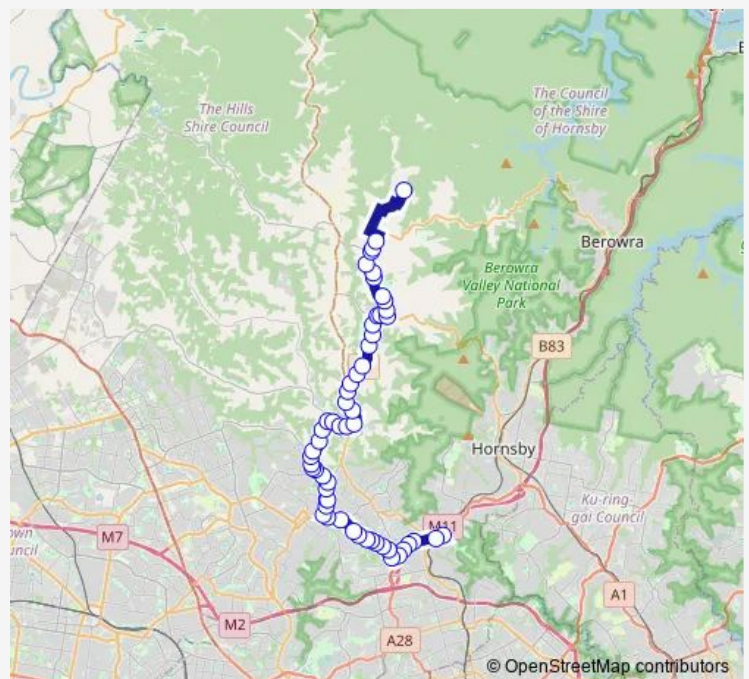 The Hills
Shire Council
The Council
of the Shire
of Hornsby
Berowra
Berowra
Valley National
Park
B83
Hornsby
Ku-ring-
gai Council
M11
M7
A1
M2
A28
© OpenStreetMap contributors